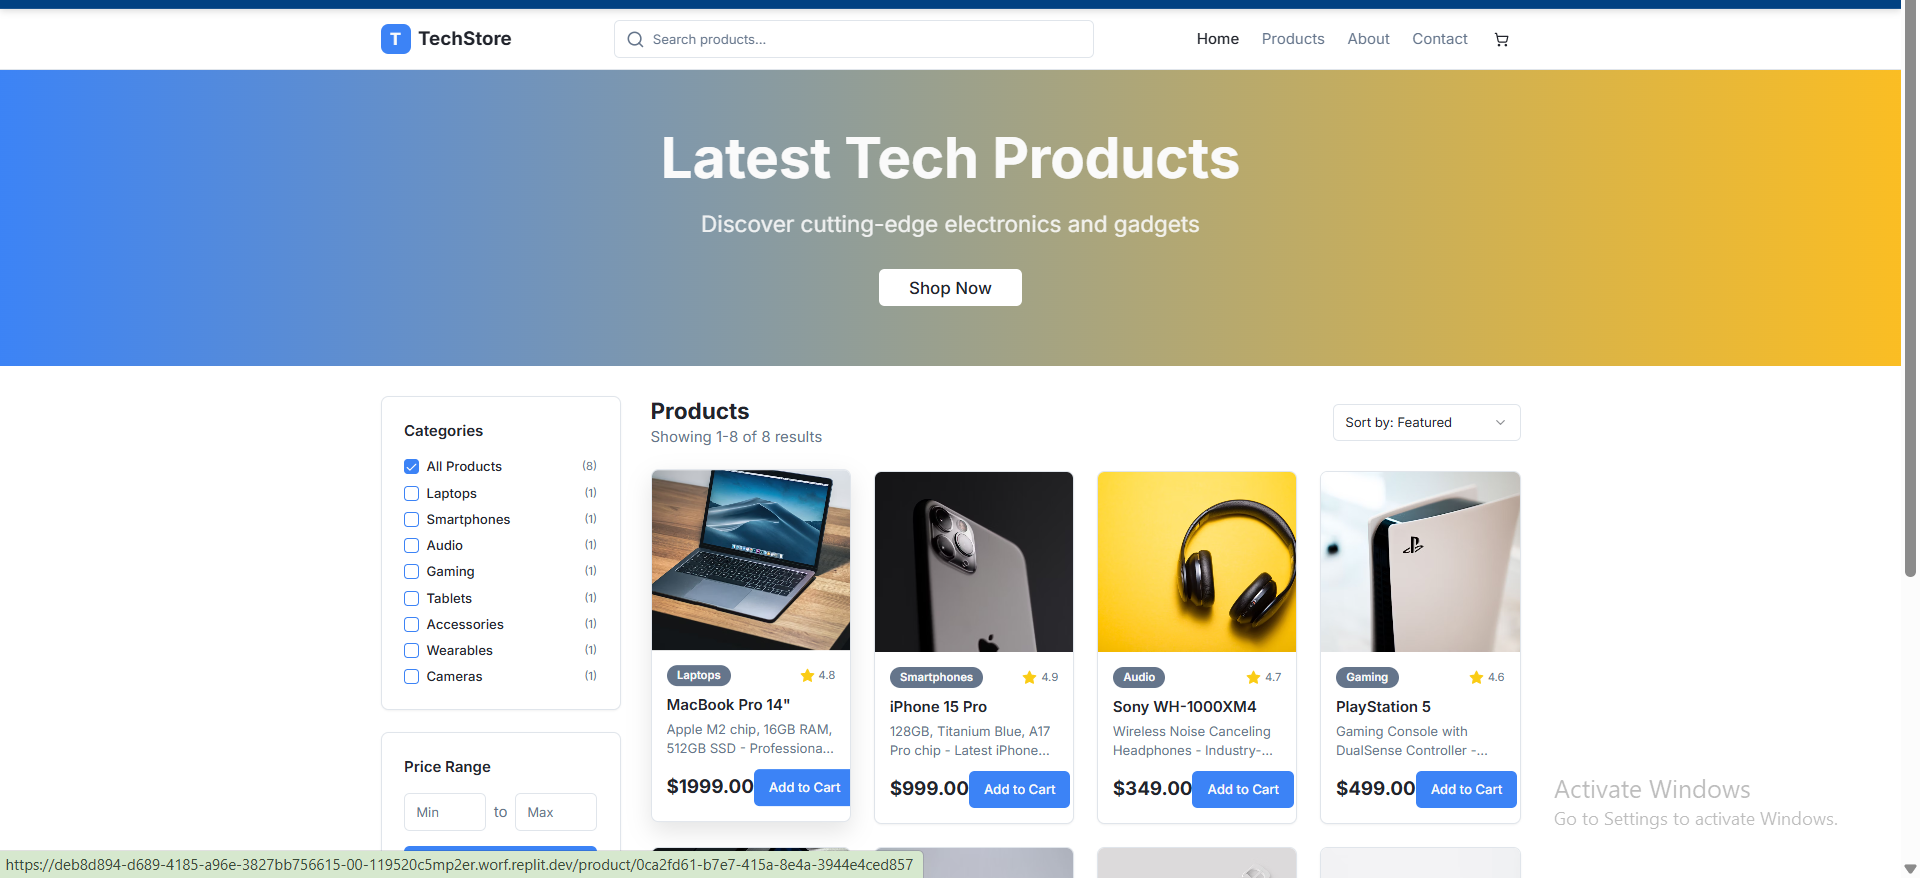 T TechStore
Search products...
Home Products About Contact
Latest Tech Products
Discover cutting-edge electronics and gadgets
Shop Now
Categories
All Products (8)
Laptops (1)
Smartphones (1)
Audio (1)
Gaming (1)
Tablets (1)
Accessories (1)
Wearables (1)
Cameras (1)
Price Range
Min to Max
Products
Showing 1-8 of 8 results
Sort by: Featured
Laptops 4.8
MacBook Pro 14"
Apple M2 chip, 16GB RAM,
512GB SSD - Professiona...
$1999.00 Add to Cart
Smartphones 4.9
iPhone 15 Pro
128GB, Titanium Blue, A17
Pro chip - Latest iPhone...
$999.00 Add to Cart
Audio 4.7
Sony WH-1000XM4
Wireless Noise Canceling
Headphones - Industry-...
$349.00 Add to Cart
Gaming 4.6
PlayStation 5
Gaming Console with
DualSense Controller -...
$499.00 Add to Cart
Activate Windows
Go to Settings to activate Windows.
https://deb8d894-d689-4185-a96e-3827bb756615-00-119520c5mp2er.worf.replit.dev/product/0ca2fd61-b7e7-415a-8e4a-3944e4ced857